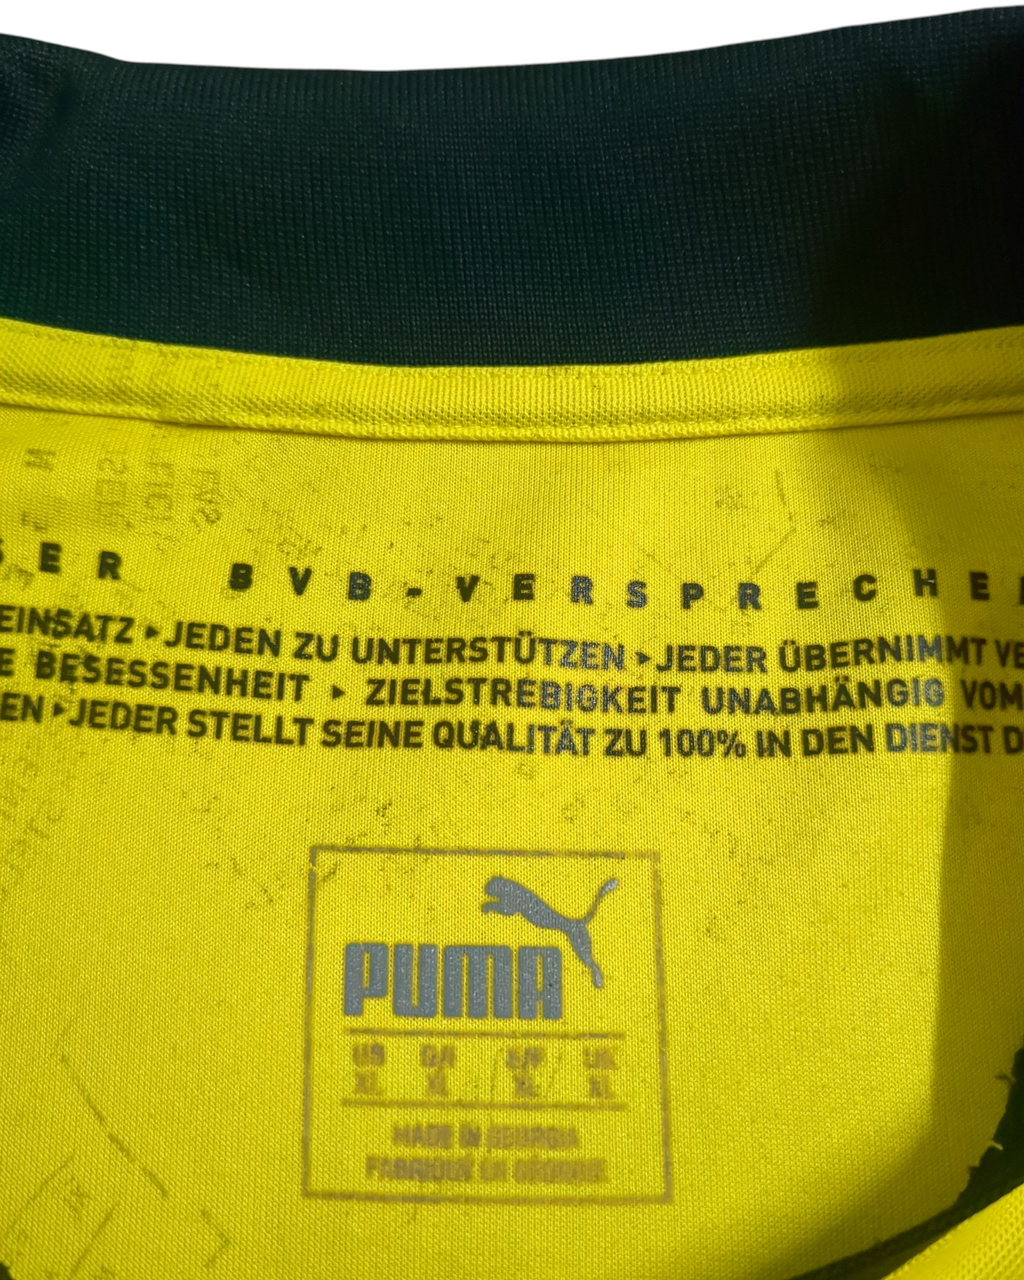 SER BVB-VERSPRECHE
EINSATZ ▸ JEDEN ZU UNTERSTÜTZEN ▸ JEDER ÜBERNIMMT VE
E BESESSENHEIT ▸ ZIELSTREBIGKEIT UNABHÄNGIG VOM
EN ▸ JEDER STELLT SEINE QUALITÄT ZU 100% IN DEN DIENST D
PUMA
XL XL XL XL
MADE IN GEORGIA